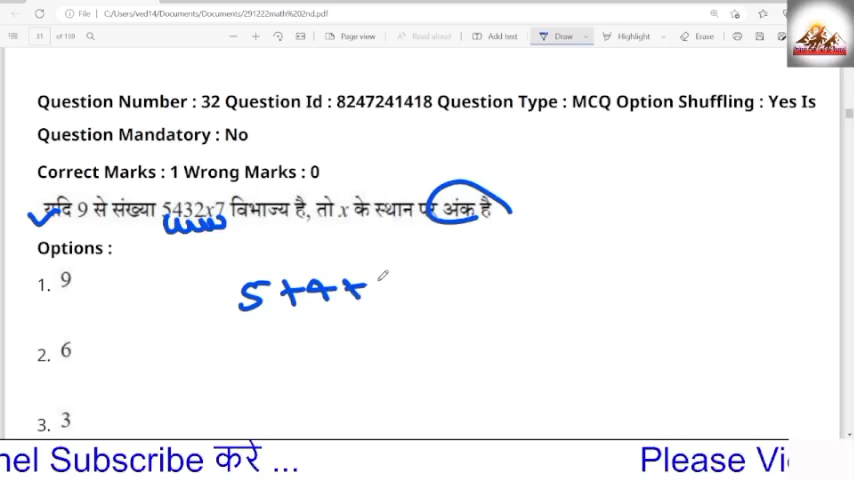 File | C:/Users/ved14/Documents/Documents/291222math%202nd.pdf
31 of 159 Page view Read aloud Add text Draw Highlight Erase
Question Number : 32 Question Id : 8247241418 Question Type : MCQ Option Shuffling : Yes Is
Question Mandatory : No
Correct Marks : 1 Wrong Marks : 0
यदि 9 से संख्या 5432x7 विभाज्य है, तो x के स्थान पर अंक है
Options :
1. 9
5+4+
2. 6
3. 3
nel Subscribe करे ... Please Vi